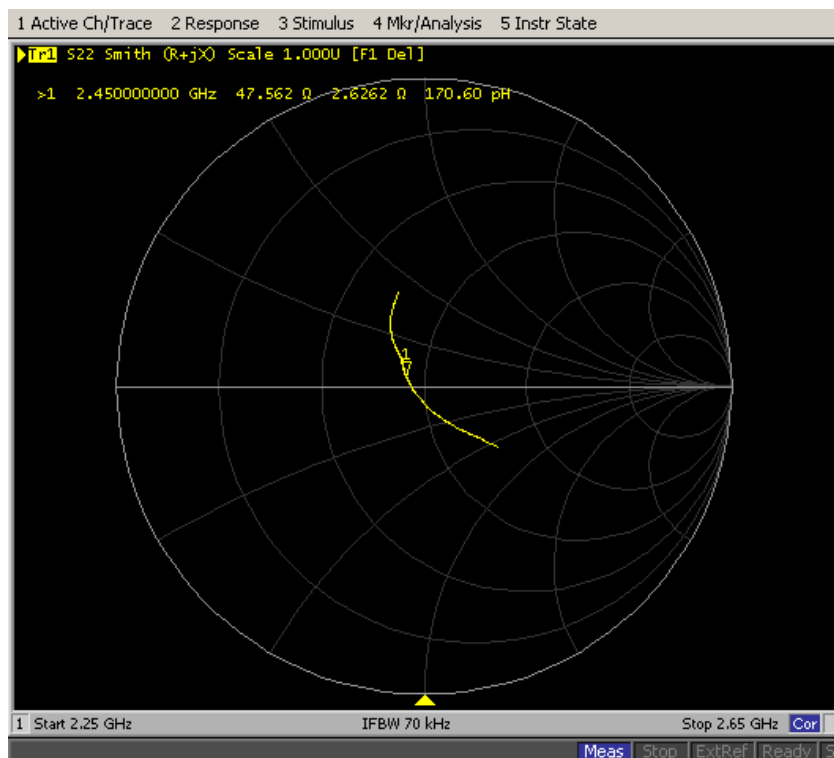 1 Active Ch/Trace 2 Response 3 Stimulus 4 Mkr/Analysis 5 Instr State
Tr1 S22 Smith (R+jX) Scale 1.000U [F1 Del]
>1 2.450000000 GHz 47.562 Ω 2.6262 Ω 170.60 pH
1
1 Start 2.25 GHz IFBW 70 kHz Stop 2.65 GHz Cor
Meas Stop ExtRef Ready